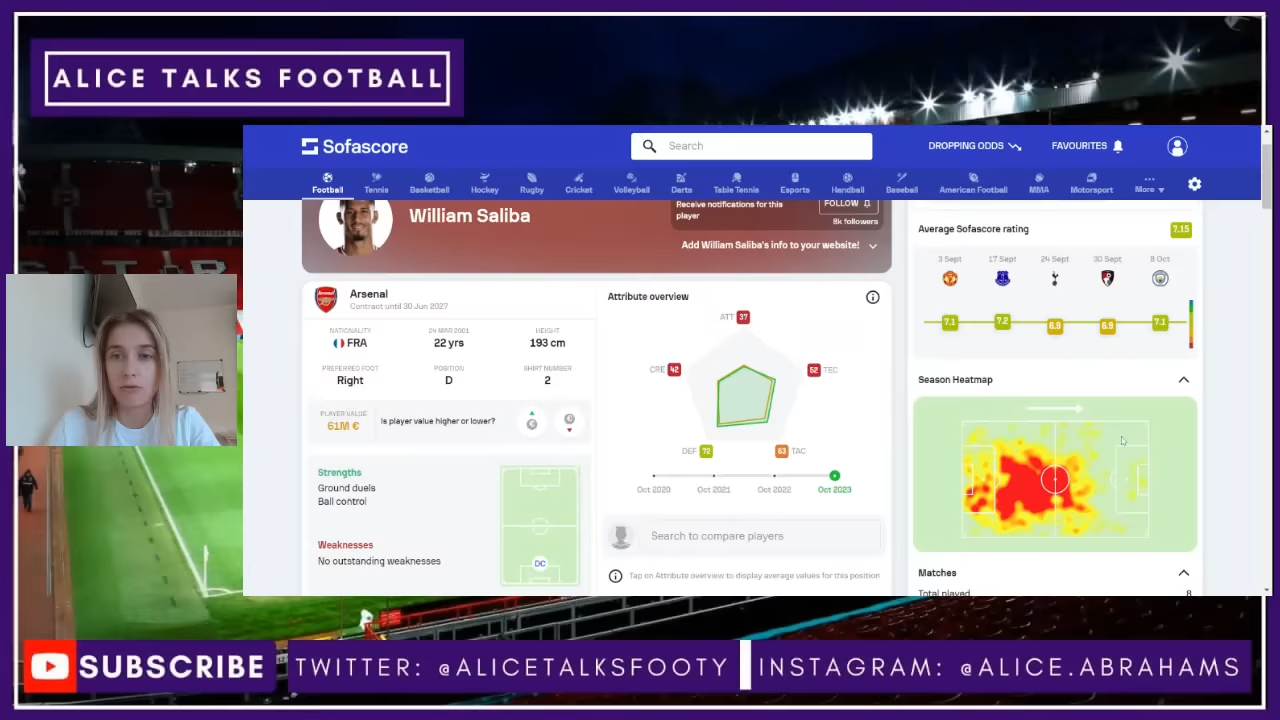 ALICE TALKS FOOTBALL
Sofascore
Search
DROPPING ODDS
FAVOURITES
Football
Tennis
Basketball
Hockey
Rugby
Cricket
Volleyball
Darts
Table Tennis
Esports
Handball
Baseball
American Football
MMA
Motorsport
More
William Saliba
Receive notifications for this
player
FOLLOW
8k followers
Add William Saliba's info to your website!
Arsenal
Contract until 30 Jun 2027
NATIONALITY
FRA
24 MAR 2001
22 yrs
HEIGHT
193 cm
PREFERRED FOOT
Right
POSITION
D
SHIRT NUMBER
2
PLAYER VALUE
61M €
Is player value higher or lower?
Strengths
Ground duels
Ball control
Weaknesses
No outstanding weaknesses
DC
Attribute overview
ATT 37
CRE 42
52 TEC
DEF 72
63 TAC
Oct 2020
Oct 2021
Oct 2022
Oct 2023
Search to compare players
Tap on Attribute overview to display average values for this position
Average Sofascore rating
7.15
3 Sept
17 Sept
24 Sept
30 Sept
8 Oct
7.1
7.2
6.9
6.9
7.1
Season Heatmap
Matches
Total played
8
SUBSCRIBE
TWITTER: @ALICETALKSFOOTY
INSTAGRAM: @ALICE.ABRAHAMS